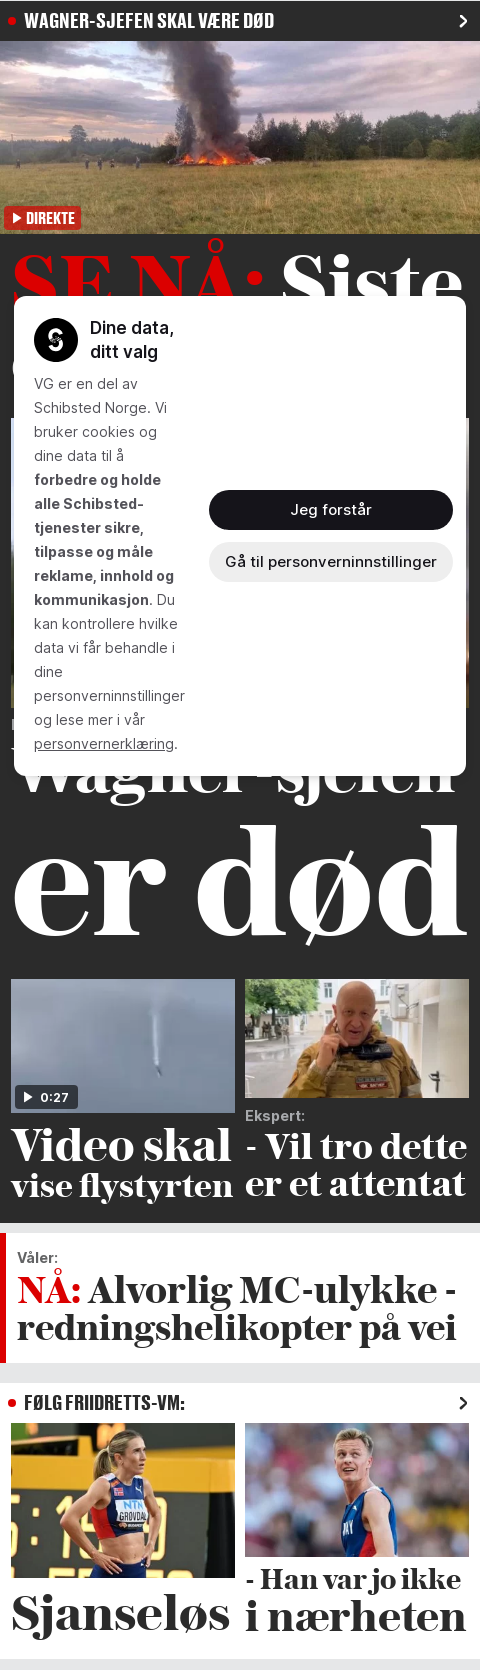 WAGNER-SJEFEN SKAL VÆRE DØD
DIREKTE
SE NÅ: Siste
Dine data,
ditt valg
VG er en del av
Schibsted Norge. Vi
bruker cookies og
dine data til å
forbedre og holde
alle Schibsted-
tjenester sikre,
tilpasse og måle
reklame, innhold og
kommunikasjon. Du
kan kontrollere hvilke
data vi får behandle i
dine
personverninnstillinger
og lese mer i vår
personvernerklæring.
Jeg forstår
Gå til personverninnstillinger
Wagner-sjefen
er død
0:27
Video skal
vise flystyrten
Ekspert:
- Vil tro dette
er et attentat
Våler:
NÅ: Alvorlig MC-ulykke -
redningshelikopter på vei
FØLG FRIIDRETTS-VM:
NTN
GRØVDAL
Sjanseløs
- Han var jo ikke
i nærheten